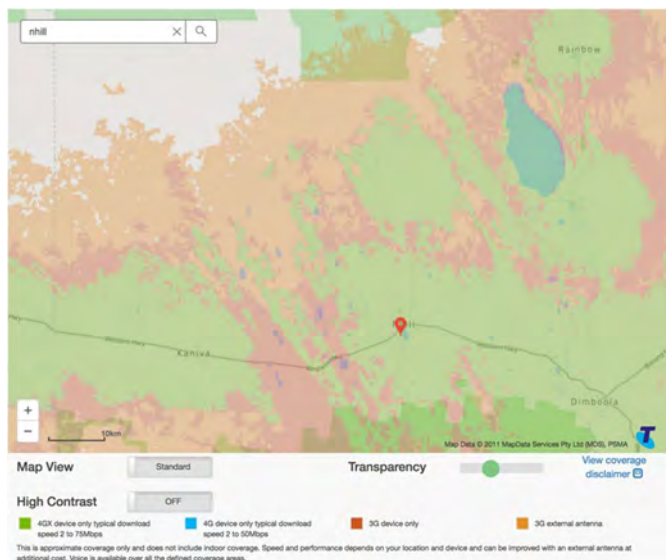 nhill
Rainbow
Kaniva
Western Hwy
Dimboola
+
−
10km
Map Data © 2011 MapData Services Pty Ltd (MDS), PSMA
Map View
Standard
Transparency
View coverage
disclaimer
High Contrast
OFF
4GX device only typical download
speed 2 to 75Mbps
4G device only typical download
speed 2 to 50Mbps
3G device only
3G external antenna
This is approximate coverage only and does not include indoor coverage. Speed and performance depends on your location and device and can be improved with an external antenna at
additional cost. Voice is available over all the defined coverage areas.